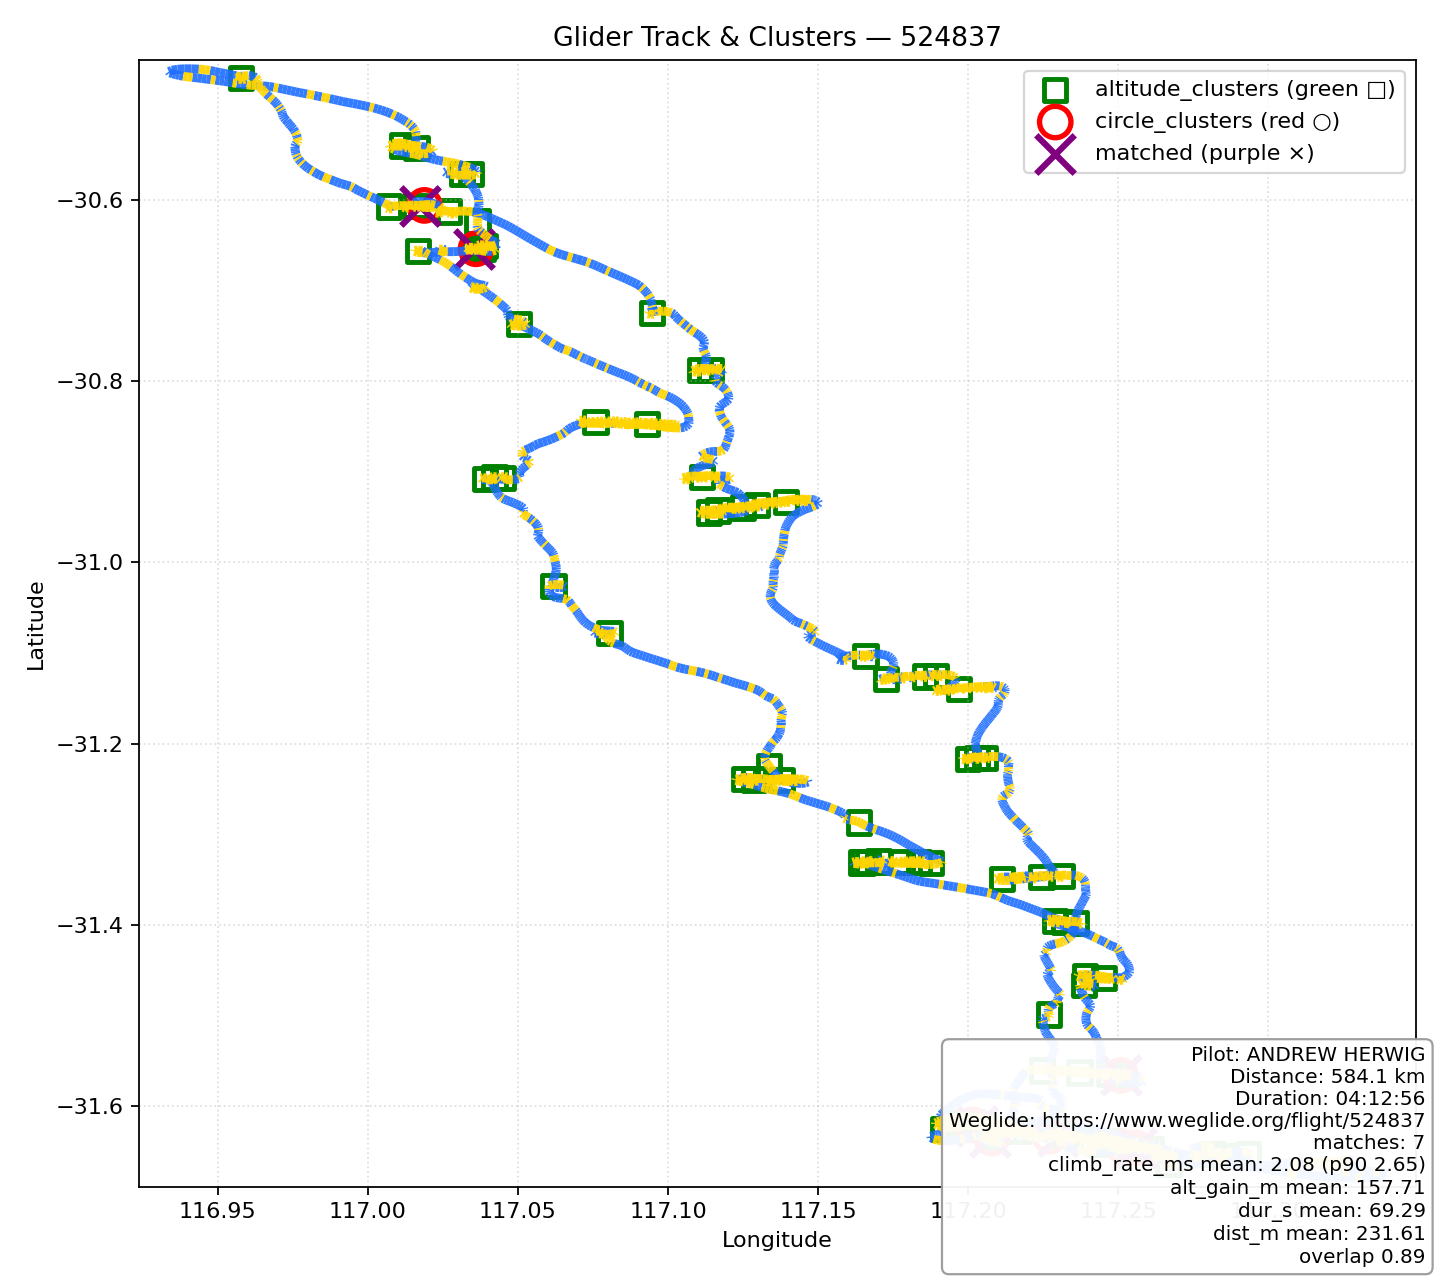 Glider Track & Clusters — 524837
altitude_clusters (green □)
circle_clusters (red ○)
matched (purple ×)
−30.6
−30.8
−31.0
−31.2
−31.4
−31.6
Latitude
116.95
117.00
117.05
117.10
117.15
117.20
117.25
Longitude
Pilot: ANDREW HERWIG
Distance: 584.1 km
Duration: 04:12:56
Weglide: https://www.weglide.org/flight/524837
matches: 7
climb_rate_ms mean: 2.08 (p90 2.65)
alt_gain_m mean: 157.71
dur_s mean: 69.29
dist_m mean: 231.61
overlap 0.89